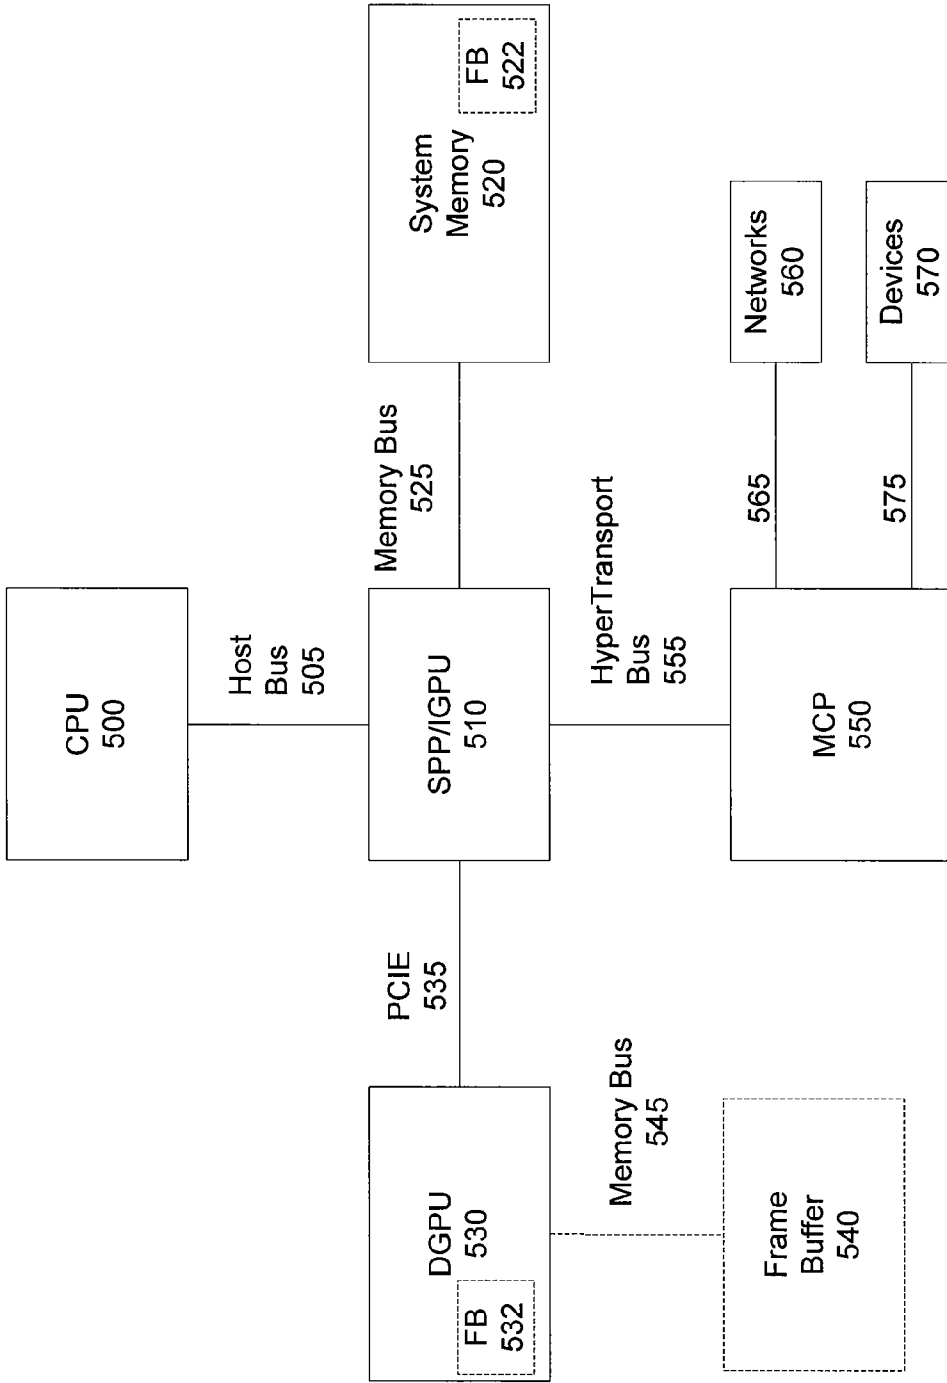 CPU
500
Host
Bus
505
DGPU
530
FB
532
PCIE
535
SPP/IGPU
510
Memory Bus
525
System
Memory
520
FB
522
Memory Bus
545
HyperTransport
Bus
555
Frame
Buffer
540
MCP
550
565
Networks
560
575
Devices
570